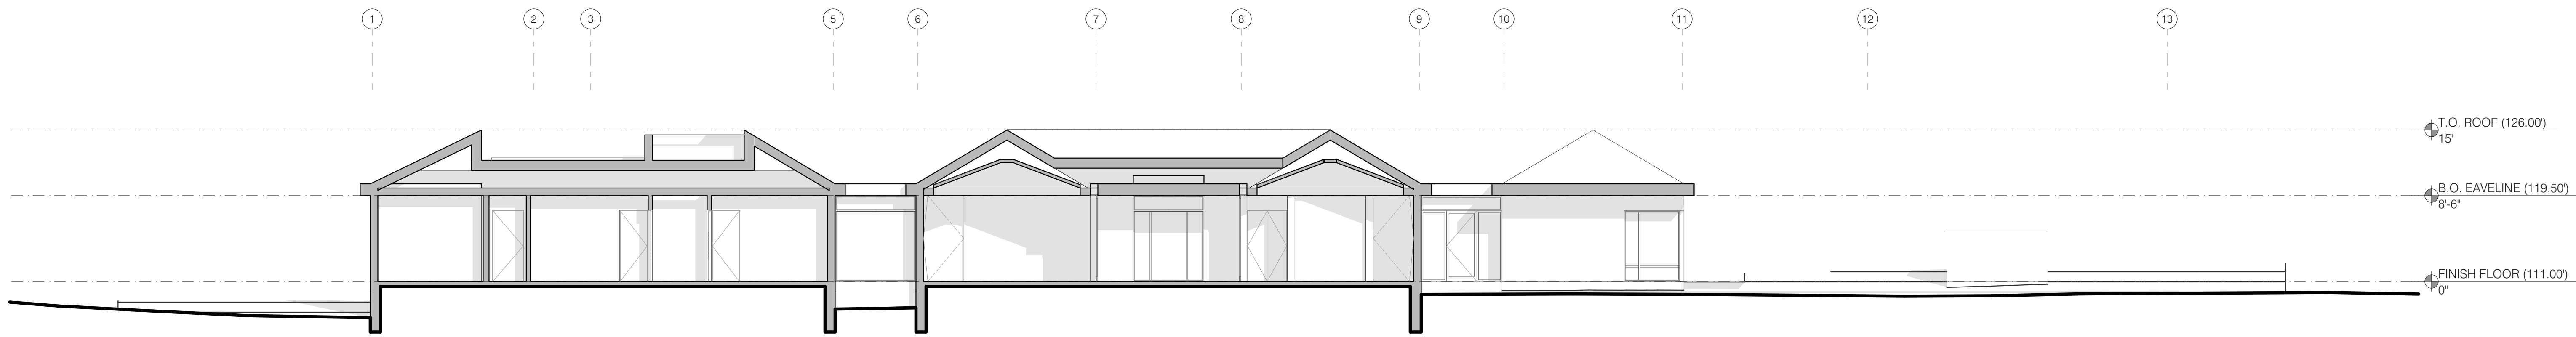 1 2 3 5 6 7 8 9 10 11 12 13
T.O. ROOF (126.00')
15'
B.O. EAVELINE (119.50')
8'-6"
FINISH FLOOR (111.00')
0"